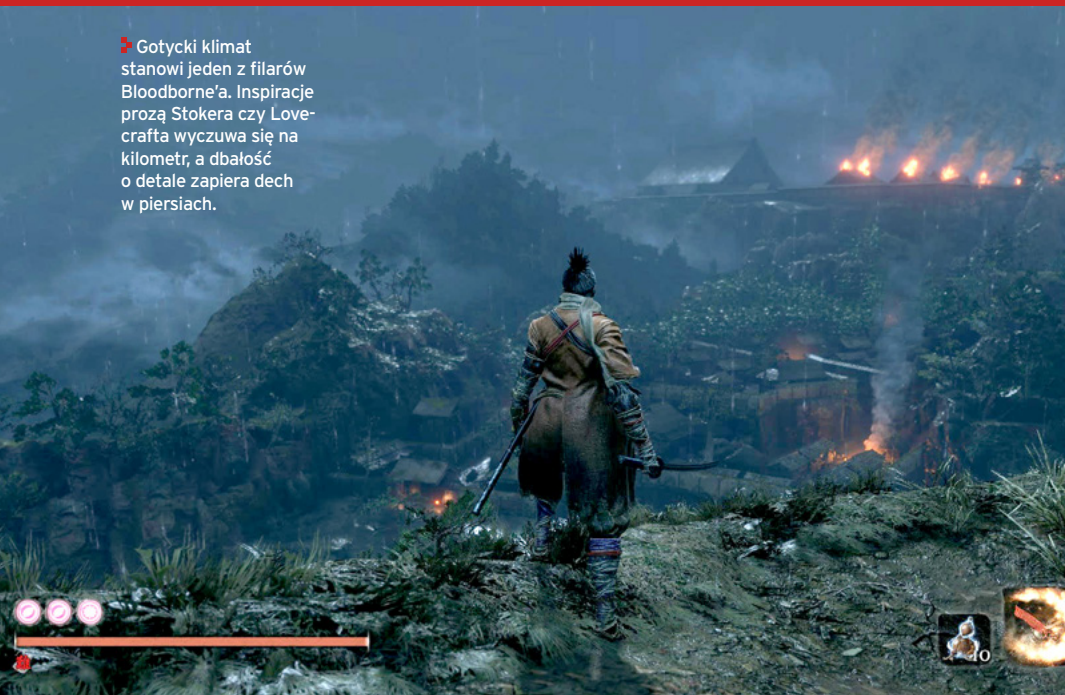 Gotycki klimat
stanowi jeden z filarów
Bloodborne'a. Inspiracje
prozą Stokera czy Love-
crafta wyczuwa się na
kilometr, a dbałość
o detale zapiera dech
w piersiach.
10